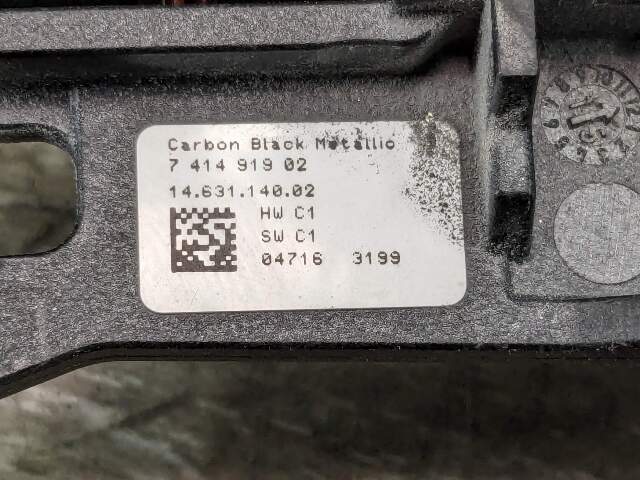 Carbon Black Metallic
7 414 919 02
14.631.140.02
HW C1
SW C1
04716 3199